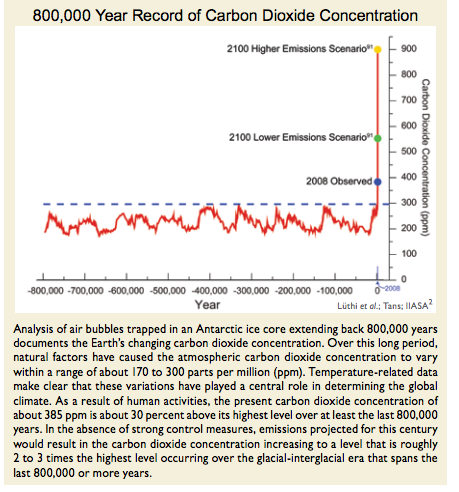 800,000 Year Record of Carbon Dioxide Concentration
2100 Higher Emissions Scenario91
900
800
700
600
2100 Lower Emissions Scenario91
500
2008 Observed
400
300
200
100
0
Carbon Dioxide Concentration (ppm)
-800,000 -700,000 -600,000 -500,000 -400,000 -300,000 -200,000 -100,000 0 2008
Year
Lüthi et al.; Tans; IIASA2
Analysis of air bubbles trapped in an Antarctic ice core extending back 800,000 years
documents the Earth's changing carbon dioxide concentration. Over this long period,
natural factors have caused the atmospheric carbon dioxide concentration to vary
within a range of about 170 to 300 parts per million (ppm). Temperature-related data
make clear that these variations have played a central role in determining the global
climate. As a result of human activities, the present carbon dioxide concentration of
about 385 ppm is about 30 percent above its highest level over at least the last 800,000
years. In the absence of strong control measures, emissions projected for this century
would result in the carbon dioxide concentration increasing to a level that is roughly
2 to 3 times the highest level occurring over the glacial-interglacial era that spans the
last 800,000 or more years.